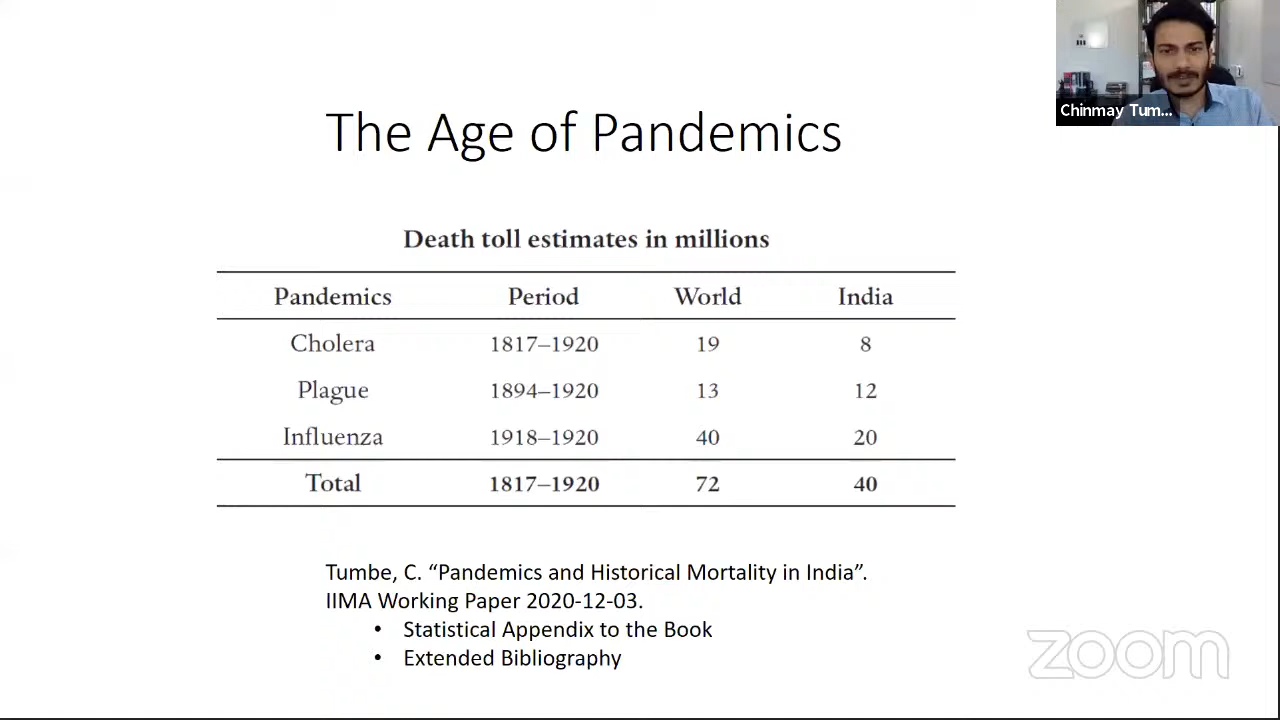 Chinmay Tum...
The Age of Pandemics
Death toll estimates in millions
Pandemics Period World India
Cholera 1817–1920 19 8
Plague 1894–1920 13 12
Influenza 1918–1920 40 20
Total 1817–1920 72 40
Tumbe, C. “Pandemics and Historical Mortality in India”.
IIMA Working Paper 2020-12-03.
• Statistical Appendix to the Book
• Extended Bibliography
zoom